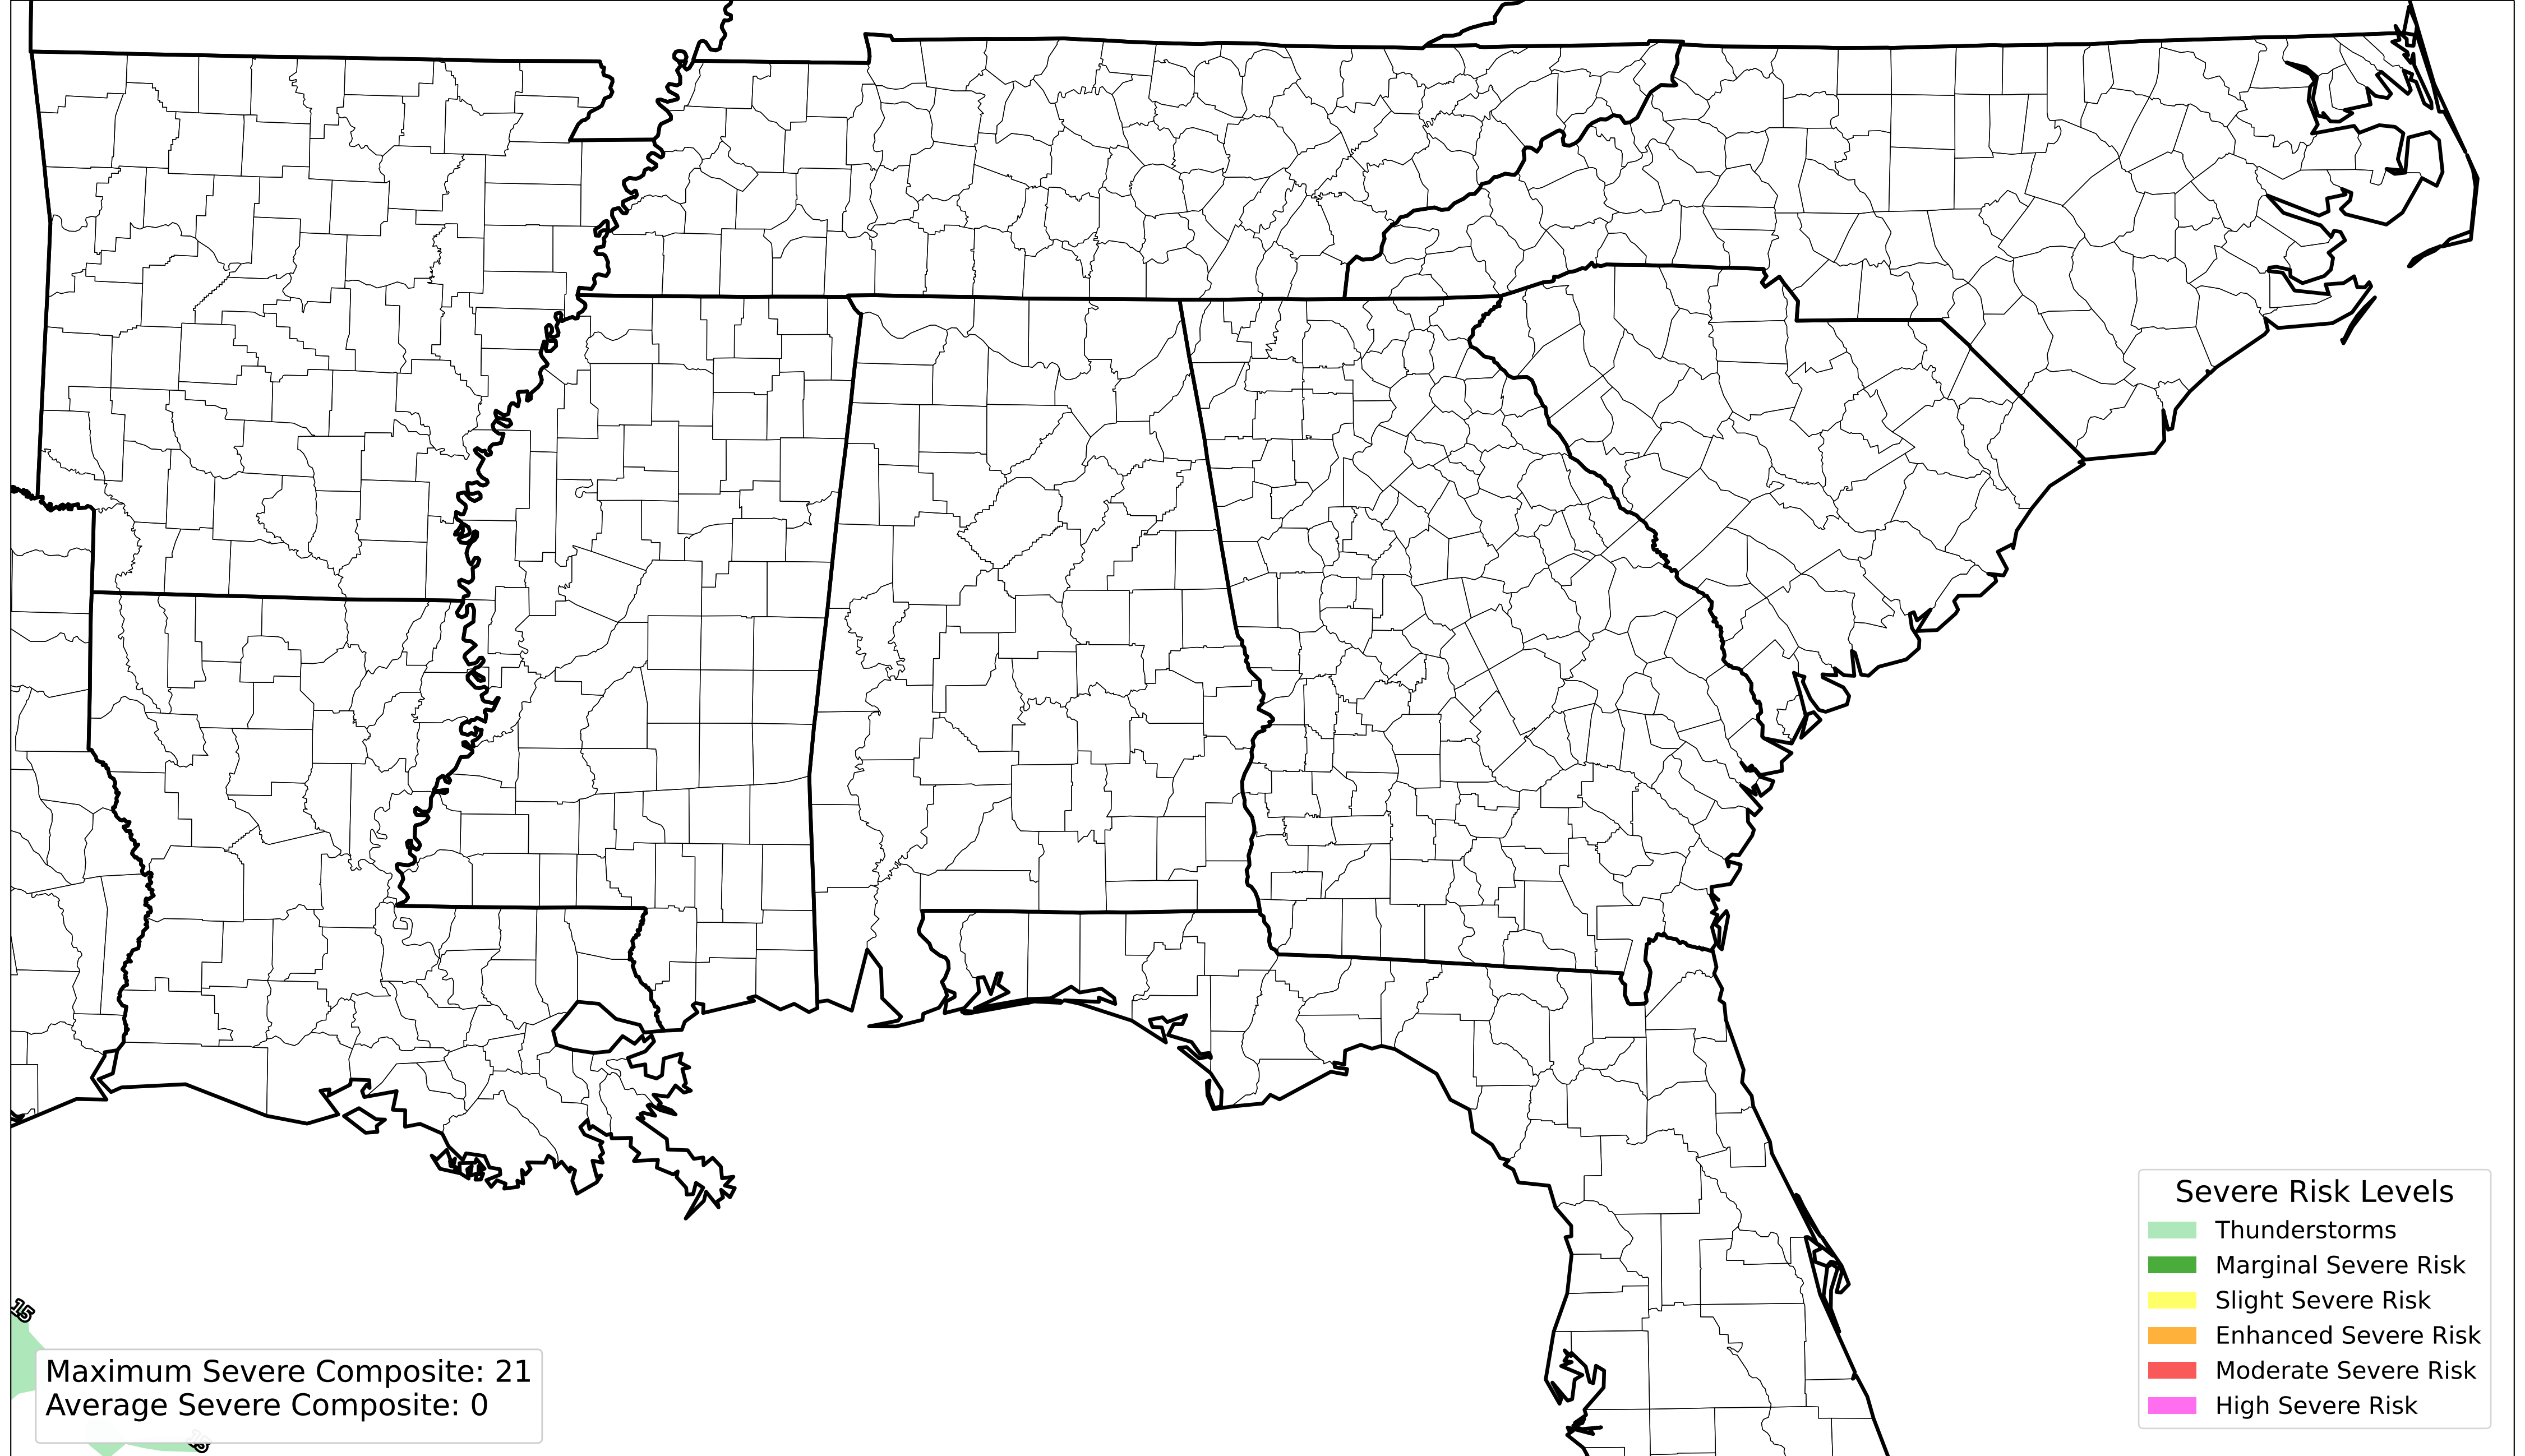 15
Maximum Severe Composite: 21
Average Severe Composite: 0
15
Severe Risk Levels
Thunderstorms
Marginal Severe Risk
Slight Severe Risk
Enhanced Severe Risk
Moderate Severe Risk
High Severe Risk